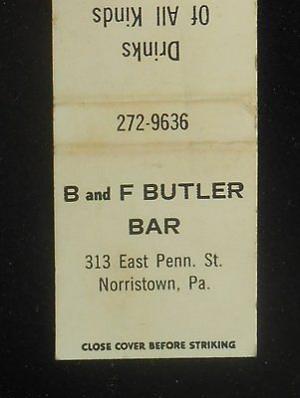 Drinks
Of All Kinds
272-9636
B and F BUTLER
BAR
313 East Penn. St.
Norristown, Pa.
CLOSE COVER BEFORE STRIKING